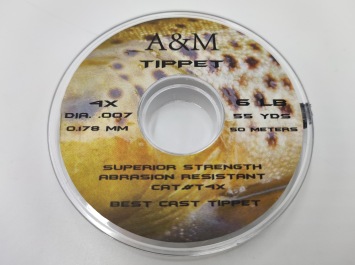 A&M
TIPPET
4X
6 LB
DIA. .007
55 YDS
0.178 MM
50 METERS
SUPERIOR STRENGTH
ABRASION RESISTANT
CAT#T4X
BEST CAST TIPPET